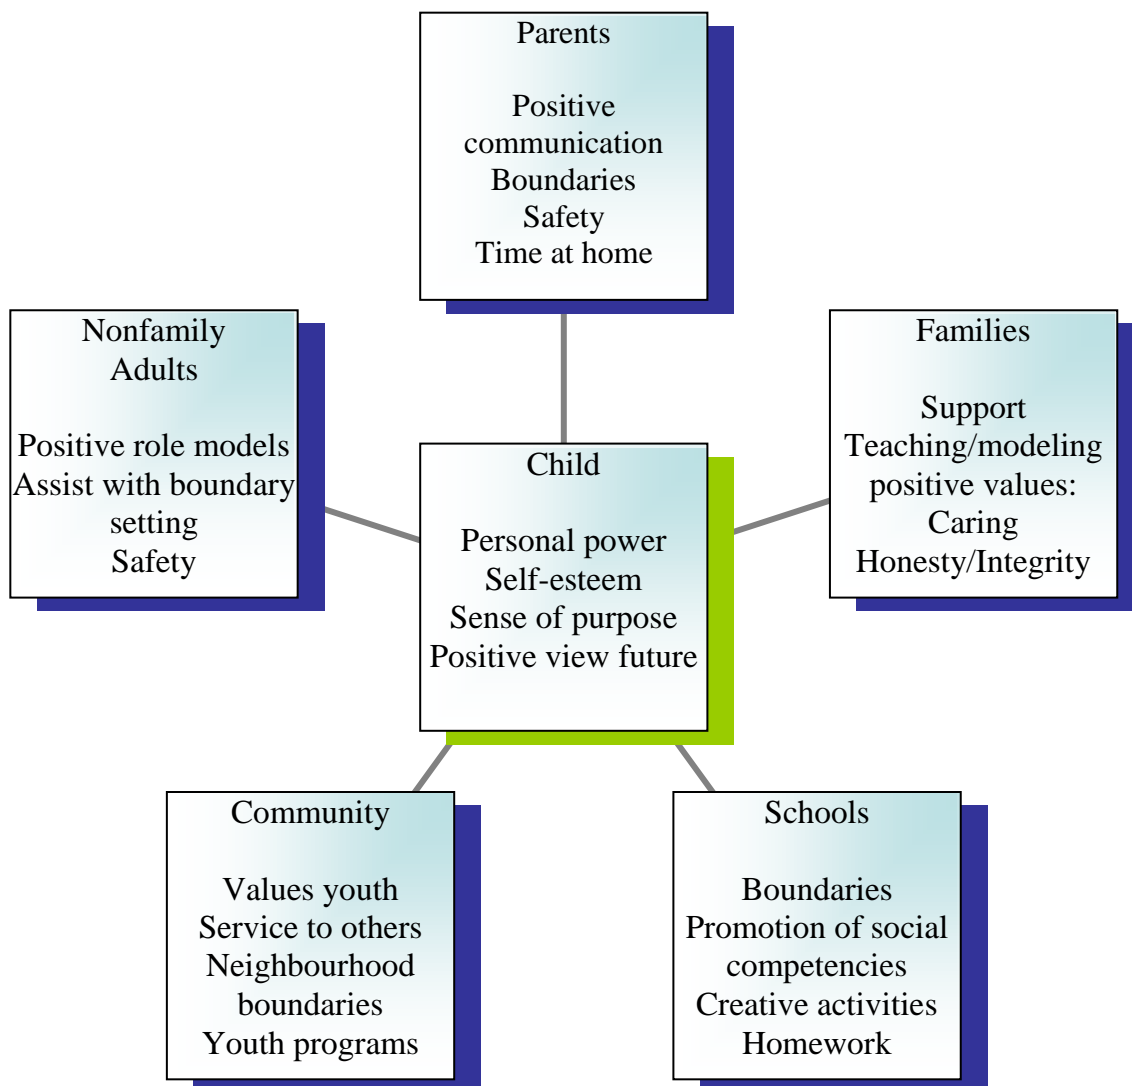 Parents
Positive
communication
Boundaries
Safety
Time at home
Nonfamily
Adults
Positive role models
Assist with boundary
setting
Safety
Child
Personal power
Self-esteem
Sense of purpose
Positive view future
Families
Support
Teaching/modeling
positive values:
Caring
Honesty/Integrity
Community
Values youth
Service to others
Neighbourhood
boundaries
Youth programs
Schools
Boundaries
Promotion of social
competencies
Creative activities
Homework